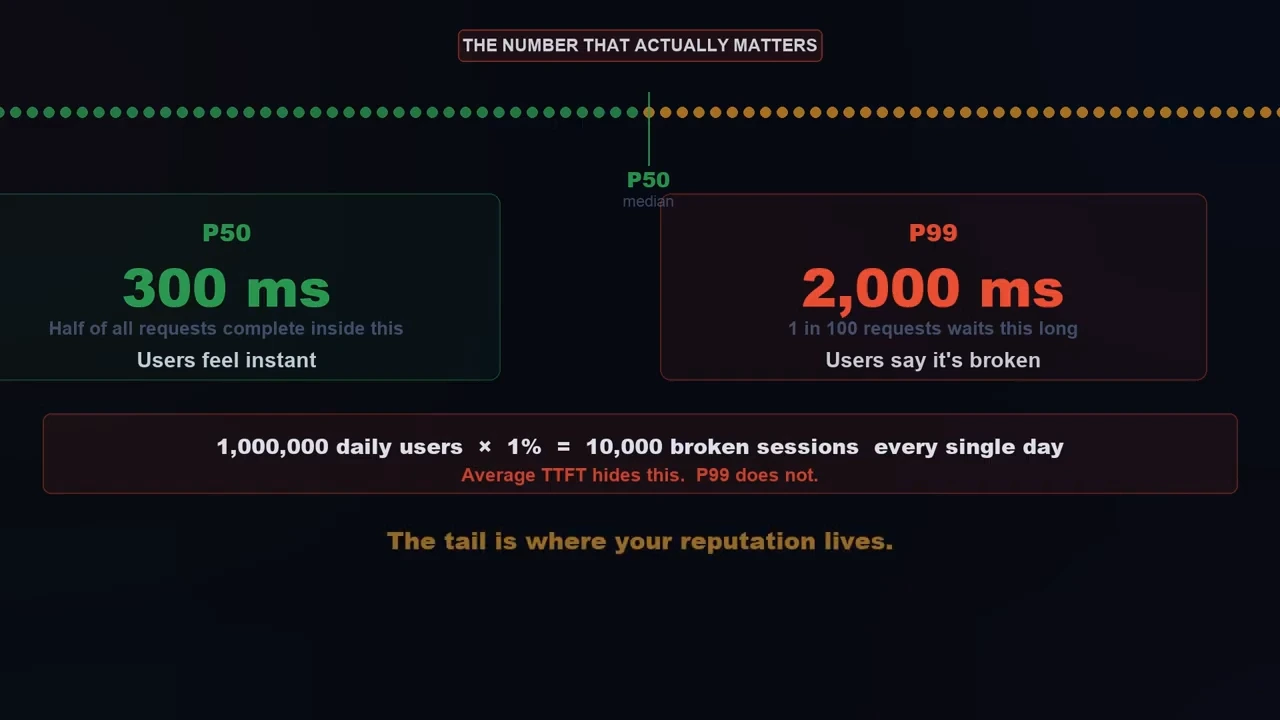 THE NUMBER THAT ACTUALLY MATTERS
P50
median
P50
300 ms
Half of all requests complete inside this
Users feel instant
P99
2,000 ms
1 in 100 requests waits this long
Users say it's broken
1,000,000 daily users × 1% = 10,000 broken sessions every single day
Average TTFT hides this. P99 does not.
The tail is where your reputation lives.